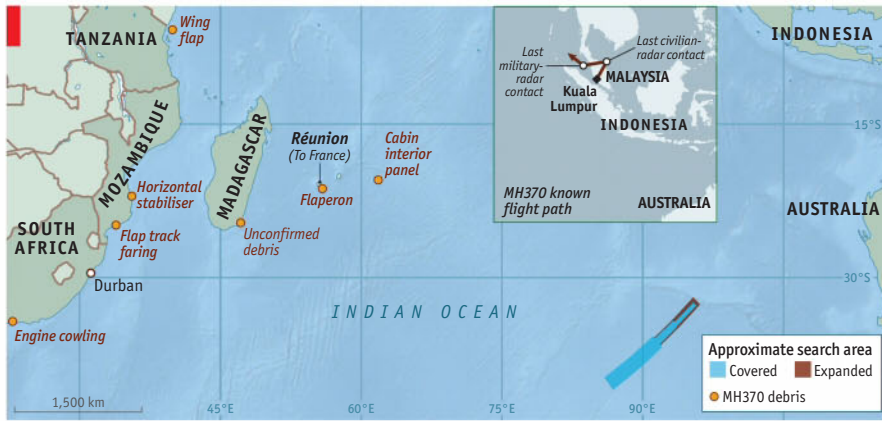 Wing
flap
TANZANIA
MOZAMBIQUE
MADAGASCAR
Réunion
(To France)
Flaperon
Cabin
interior
panel
Horizontal
stabiliser
SOUTH
AFRICA
Flap track
faring
Unconfirmed
debris
Durban
Engine cowling
INDIAN OCEAN
1,500 km
45°E
60°E
75°E
90°E
Last
military-
radar
contact
Last civilian-
radar contact
MALAYSIA
Kuala
Lumpur
INDONESIA
MH370 known
flight path
AUSTRALIA
INDONESIA
15°S
AUSTRALIA
30°S
Approximate search area
Covered Expanded
MH370 debris